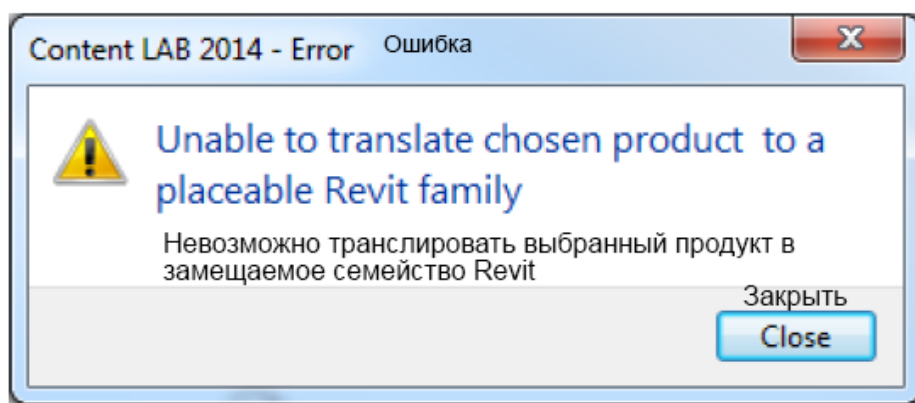 Content LAB 2014 - Error Ошибка
Unable to translate chosen product to a
placeable Revit family
Невозможно транслировать выбранный продукт в
замещаемое семейство Revit
Закрыть
Close